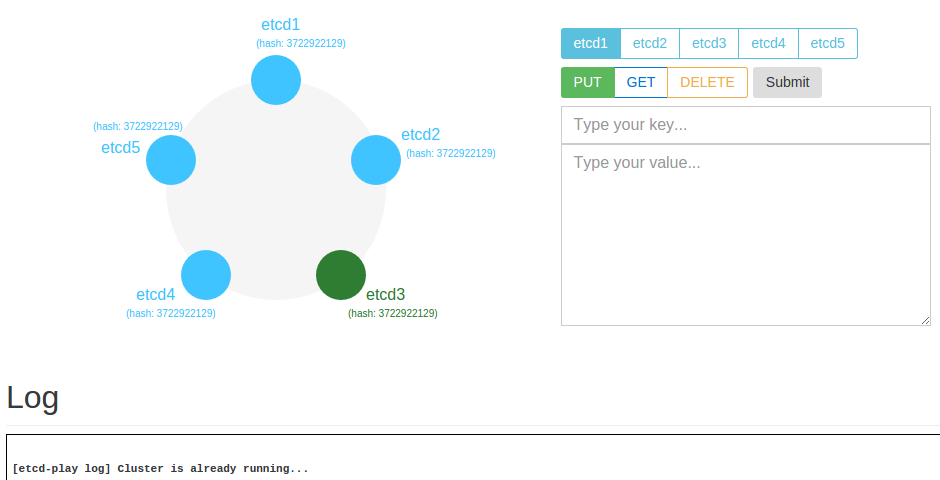 etcd1
(hash: 3722922129)
(hash: 3722922129)
etcd5
etcd2
(hash: 3722922129)
etcd4
(hash: 3722922129)
etcd3
(hash: 3722922129)
etcd1 etcd2 etcd3 etcd4 etcd5
PUT GET DELETE Submit
Type your key...
Type your value...
Log
[etcd-play log] Cluster is already running...